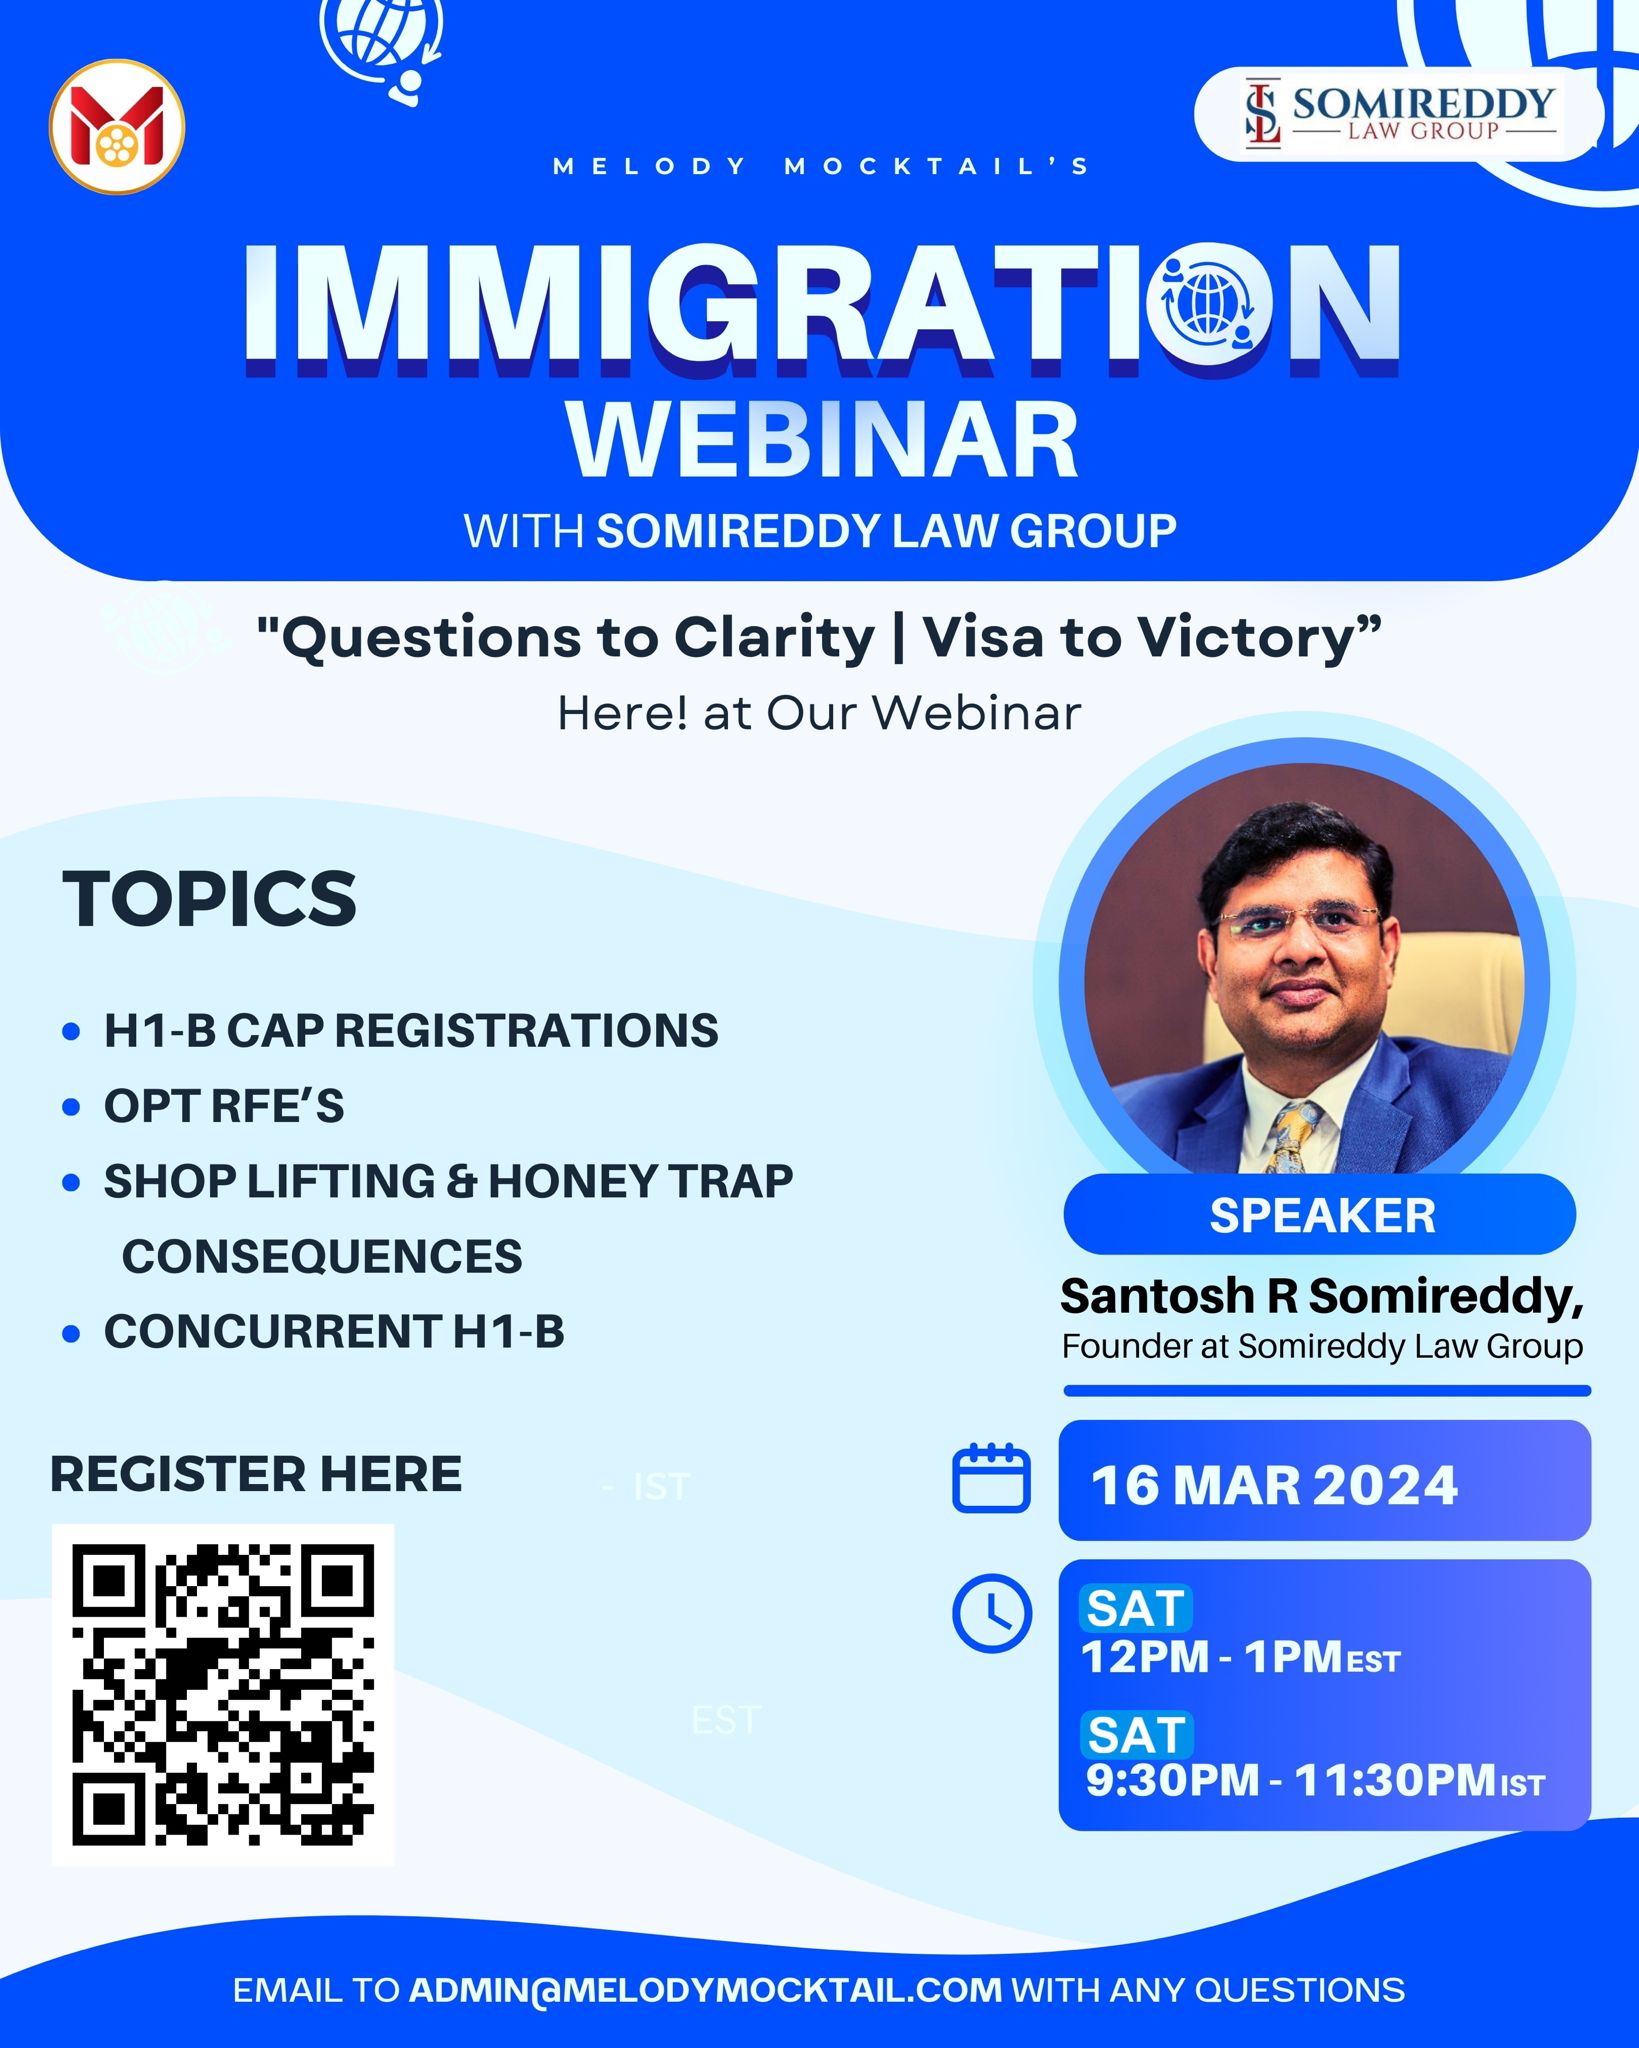 SOMIREDDY
LAW GROUP
MELODY MOCKTAIL'S
IMMIGRATION
WEBINAR
WITH SOMIREDDY LAW GROUP
"Questions to Clarity | Visa to Victory”
Here! at Our Webinar
TOPICS
• H1-B CAP REGISTRATIONS
• OPT RFE’S
• SHOP LIFTING & HONEY TRAP
CONSEQUENCES
• CONCURRENT H1-B
SPEAKER
Santosh R Somireddy,
Founder at Somireddy Law Group
REGISTER HERE
- IST
EST
16 MAR 2024
SAT
12PM - 1PM EST
SAT
9:30PM - 11:30PM IST
EMAIL TO ADMIN@MELODYMOCKTAIL.COM WITH ANY QUESTIONS